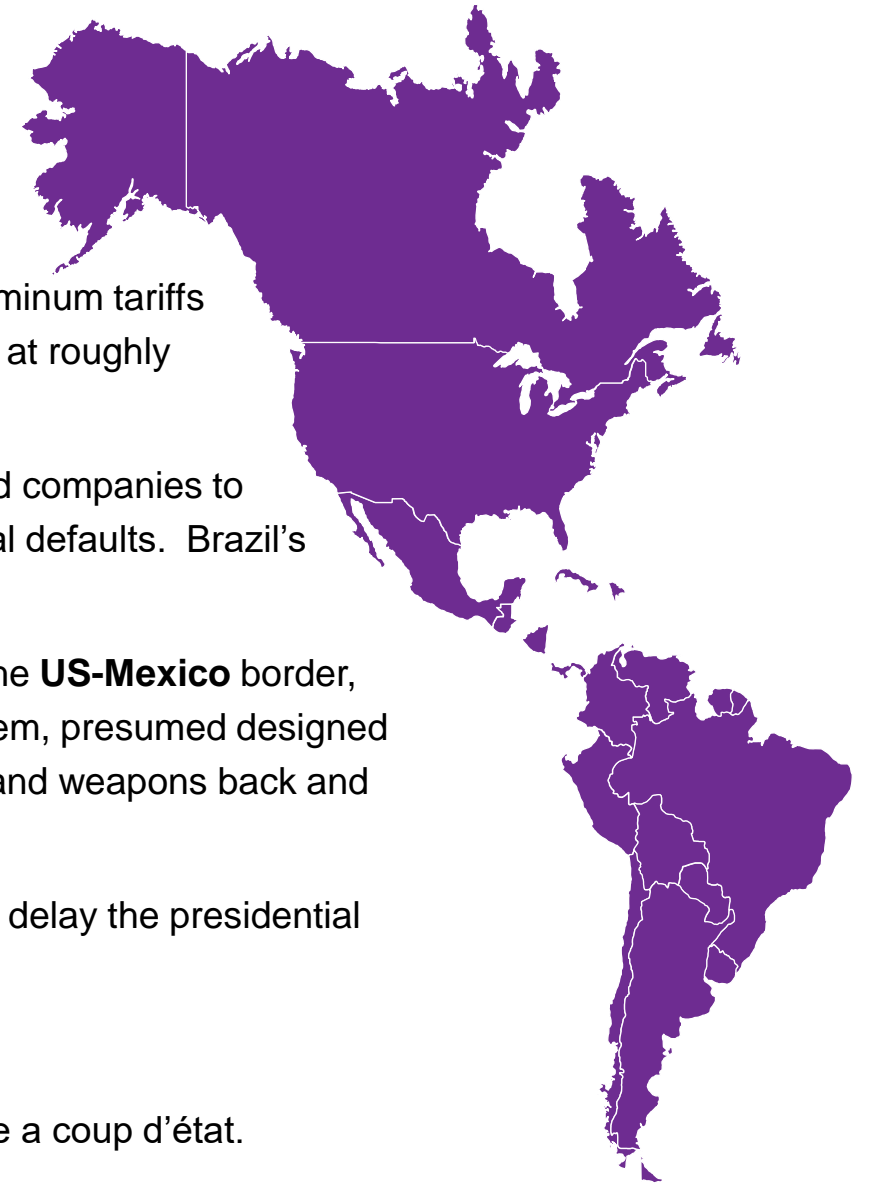 minum tariffs
at roughly
d companies to
al defaults.  Brazil's
ne US-Mexico border,
em, presumed designed
and weapons back and
delay the presidential
e a coup d'état.